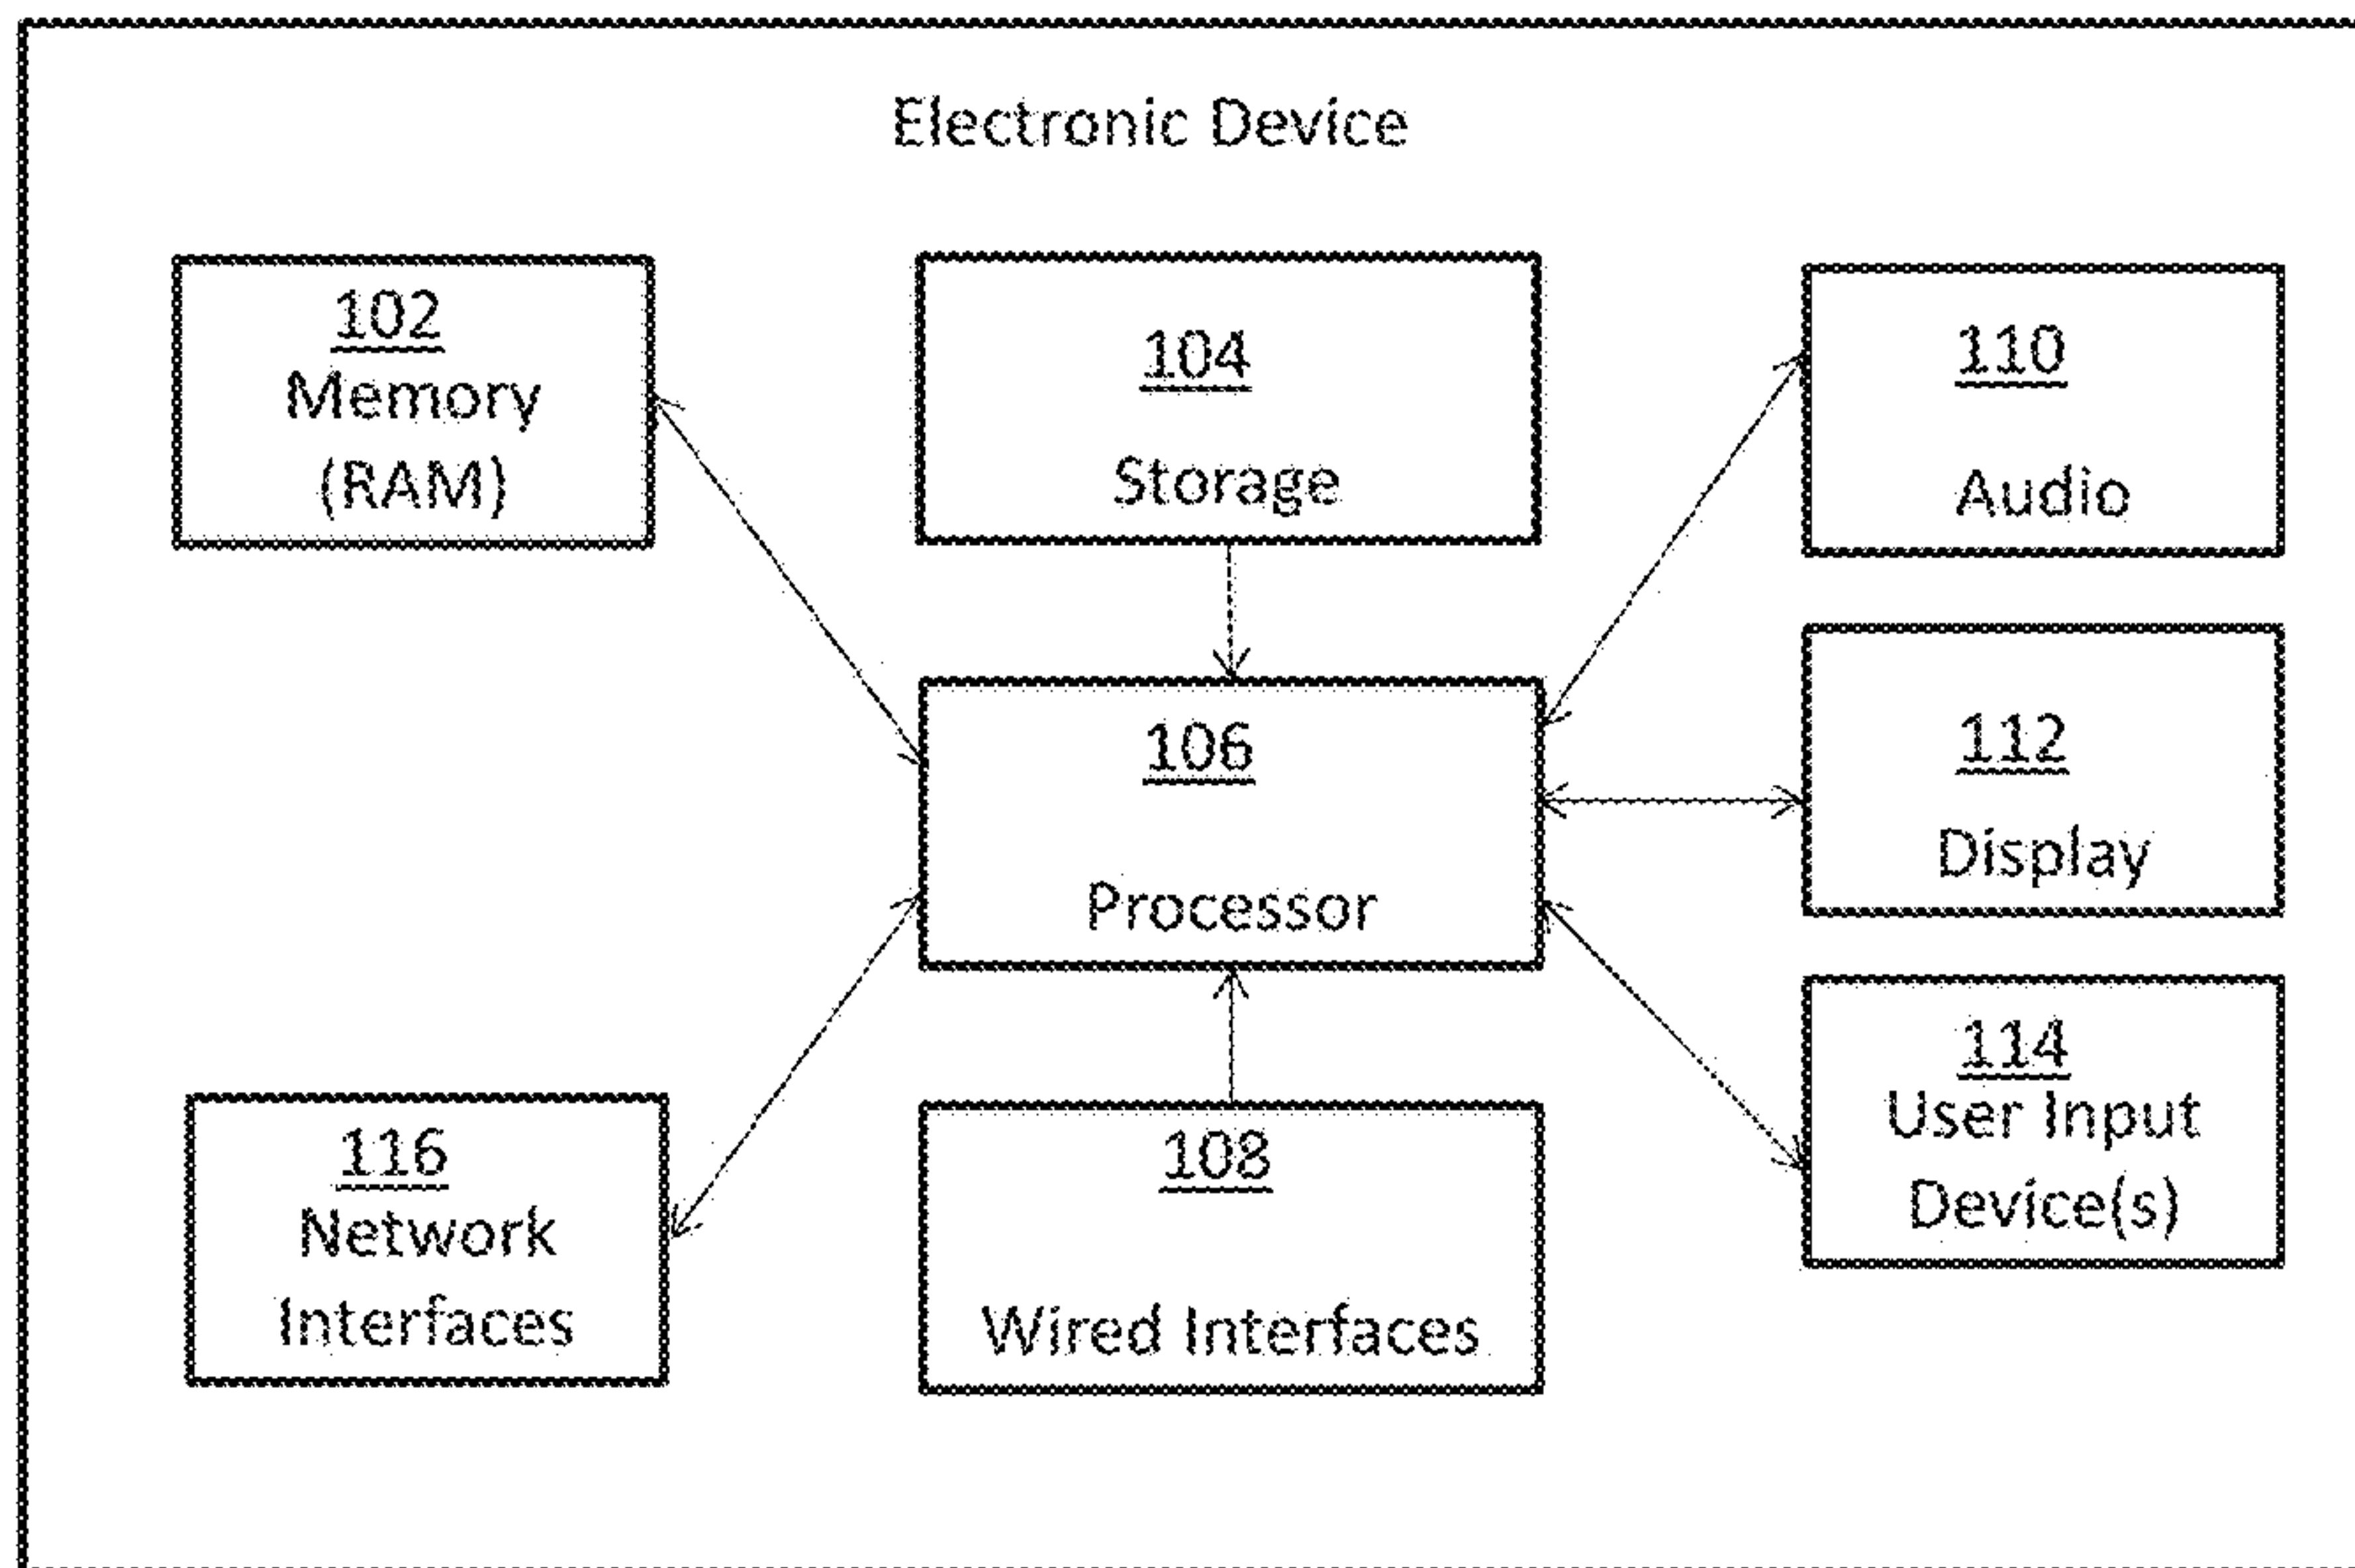 Electronic Device
102
Memory
(RAM)
104
Storage
110
Audio
106
Processor
112
Display
116
Network
Interfaces
108
Wired Interfaces
114
User Input
Device(s)